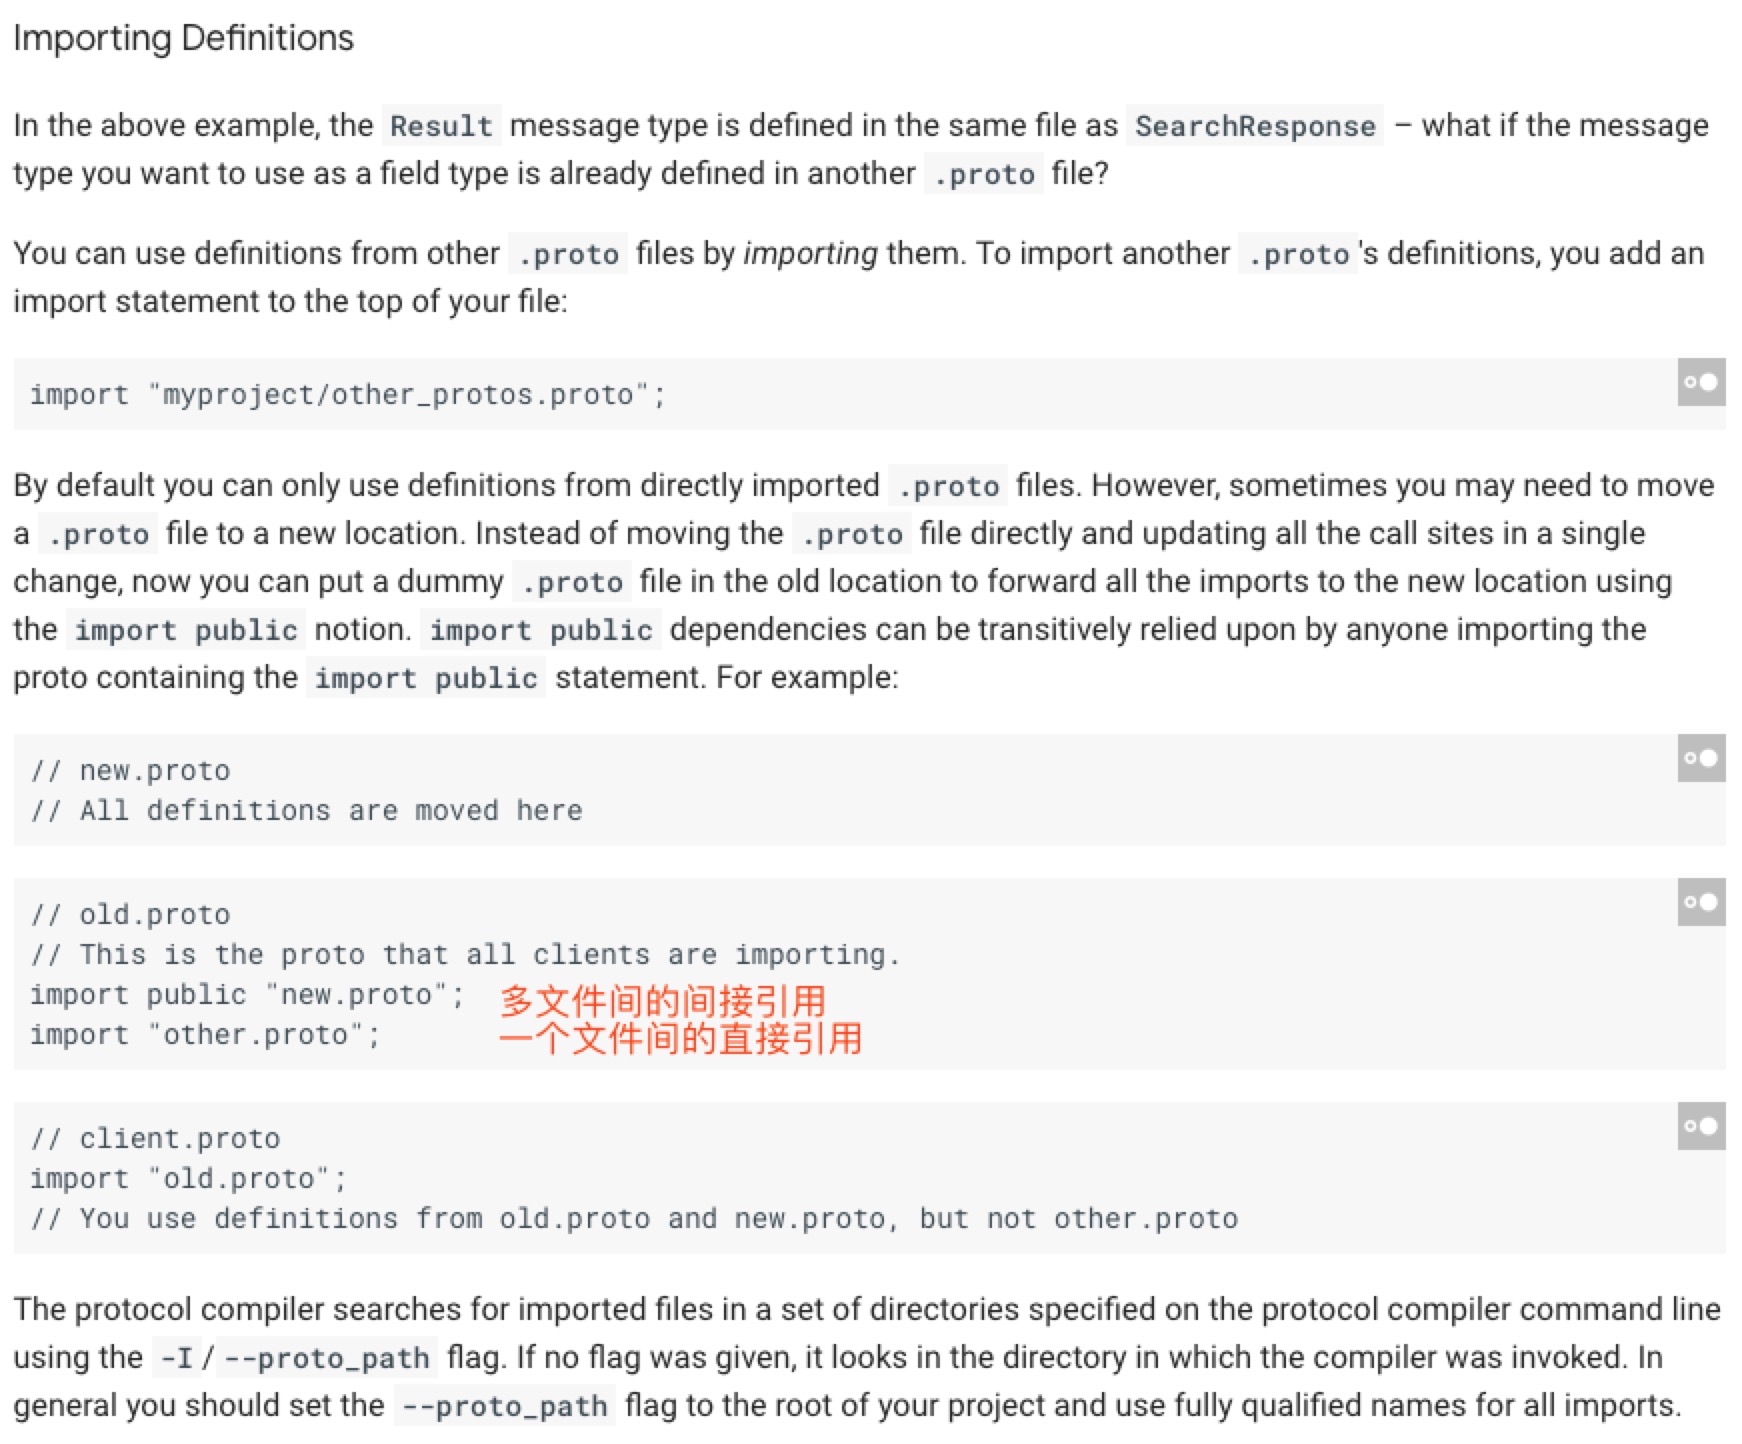 Importing Definitions
In the above example, the Result message type is defined in the same file as SearchResponse – what if the message
type you want to use as a field type is already defined in another .proto file?
You can use definitions from other .proto files by importing them. To import another .proto's definitions, you add an
import statement to the top of your file:
import "myproject/other_protos.proto";
By default you can only use definitions from directly imported .proto files. However, sometimes you may need to move
a .proto file to a new location. Instead of moving the .proto file directly and updating all the call sites in a single
change, now you can put a dummy .proto file in the old location to forward all the imports to the new location using
the import public notion. import public dependencies can be transitively relied upon by anyone importing the
proto containing the import public statement. For example:
// new.proto
// All definitions are moved here
// old.proto
// This is the proto that all clients are importing.
import public "new.proto"; 多文件间的间接引用
import "other.proto"; 一个文件间的直接引用
// client.proto
import "old.proto";
// You use definitions from old.proto and new.proto, but not other.proto
The protocol compiler searches for imported files in a set of directories specified on the protocol compiler command line
using the -I/--proto_path flag. If no flag was given, it looks in the directory in which the compiler was invoked. In
general you should set the --proto_path flag to the root of your project and use fully qualified names for all imports.